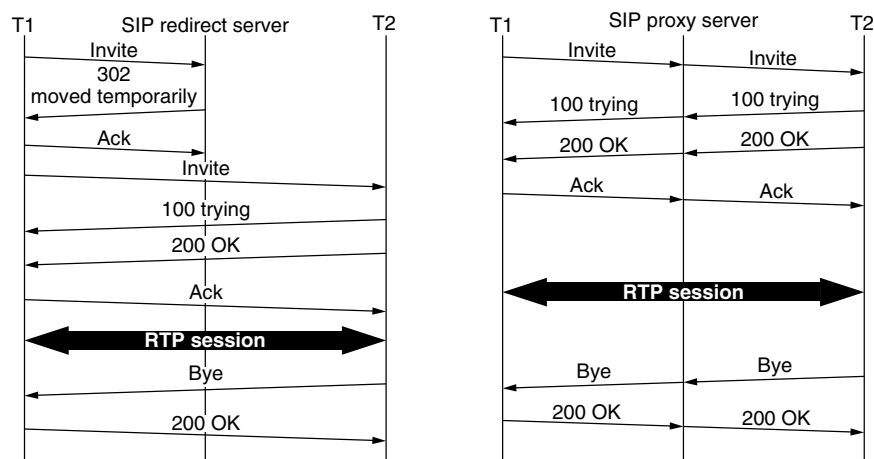 T1
SIP redirect server
T2
Invite
302
moved temporarily
Ack
Invite
100 trying
200 OK
Ack
RTP session
Bye
200 OK
T1
SIP proxy server
T2
Invite
Invite
100 trying
100 trying
200 OK
200 OK
Ack
Ack
RTP session
Bye
Bye
200 OK
200 OK